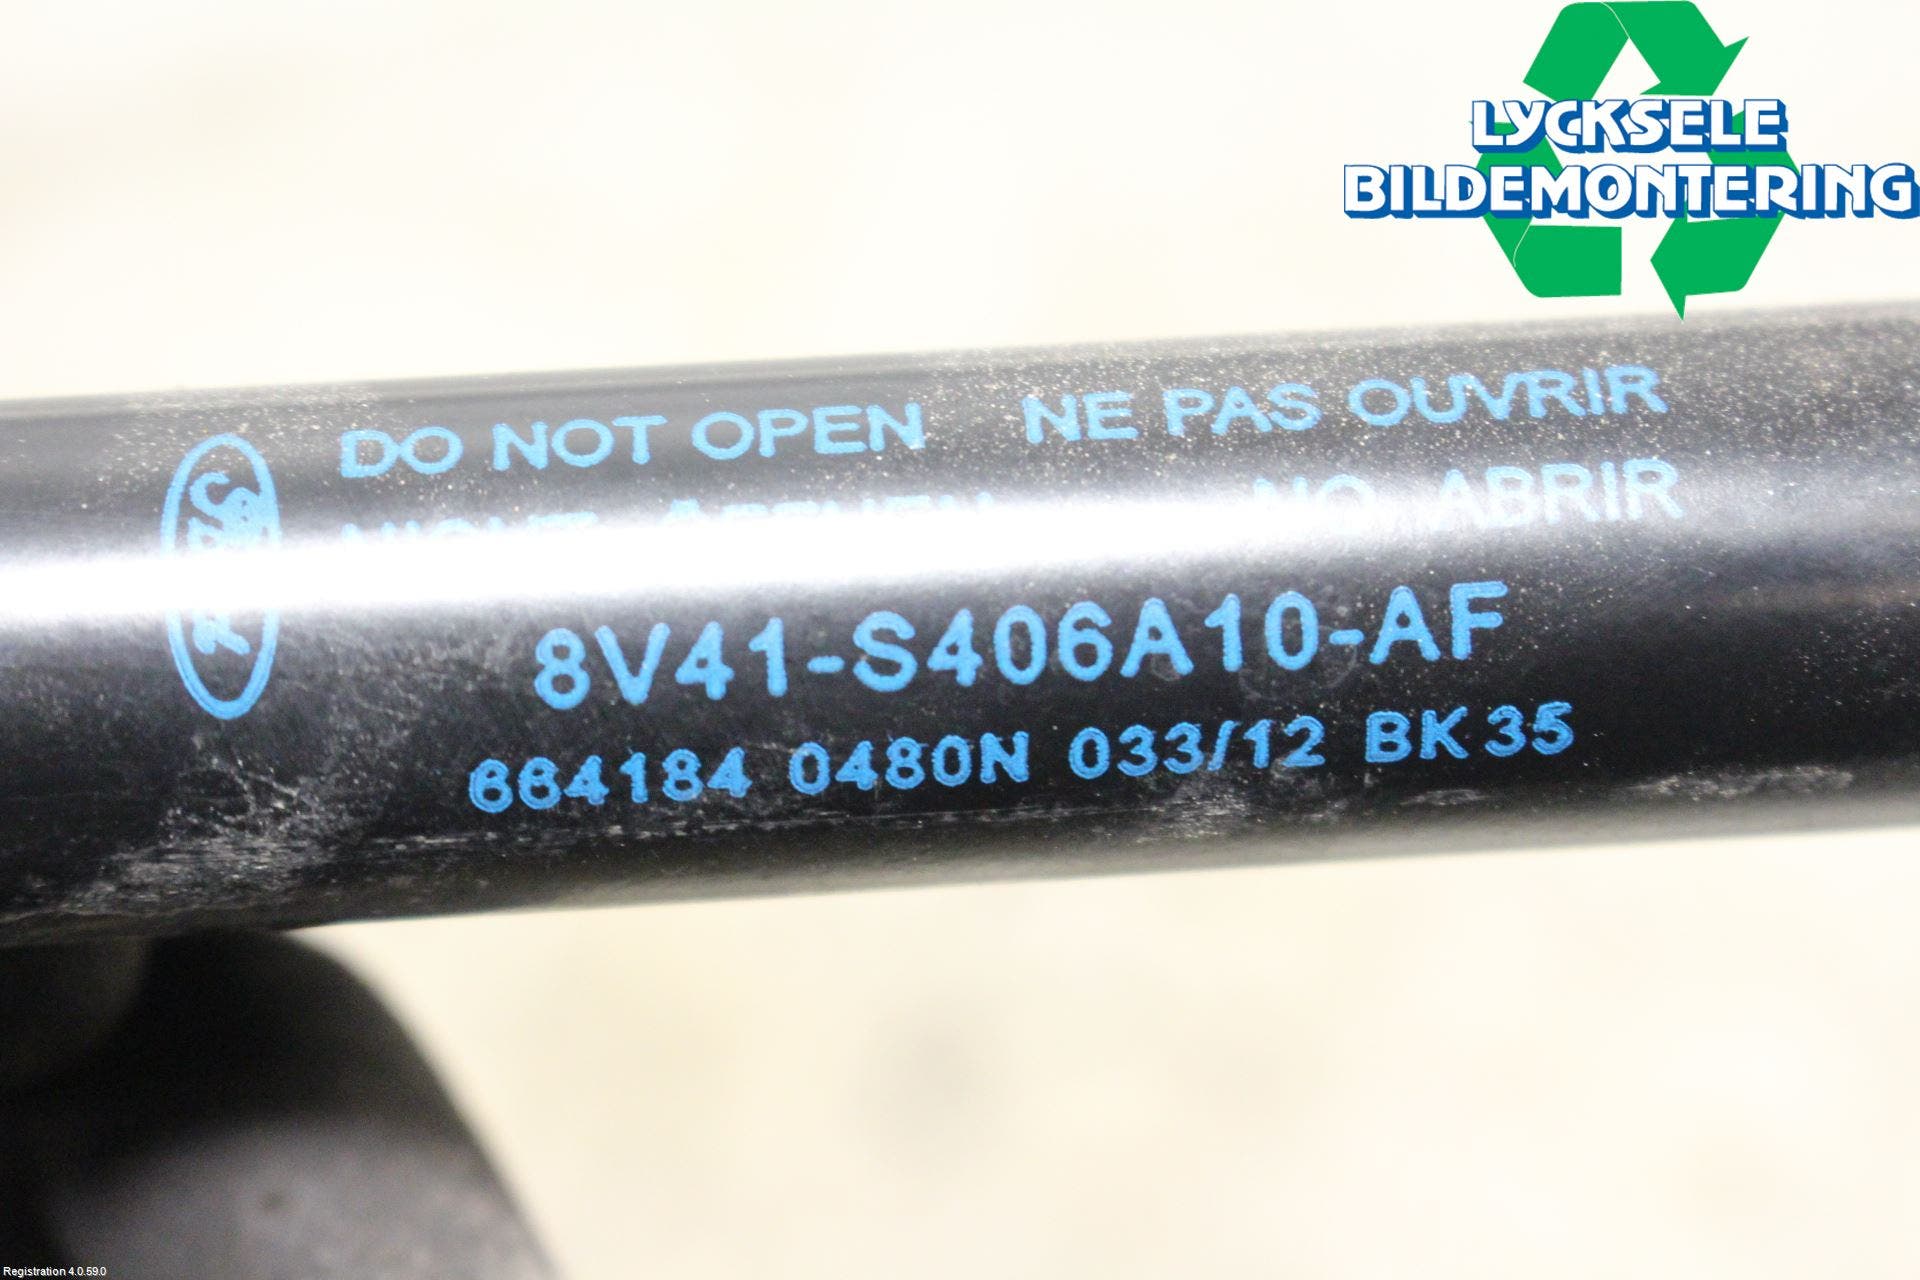 LYCKSELE
BILDEMONTERING
DO NOT OPEN NE PAS OUVRIR
NO ABRIR
8V41-S406A10-AF
664184 0480N 033/12 BK 35
Registration 4.0.59.0